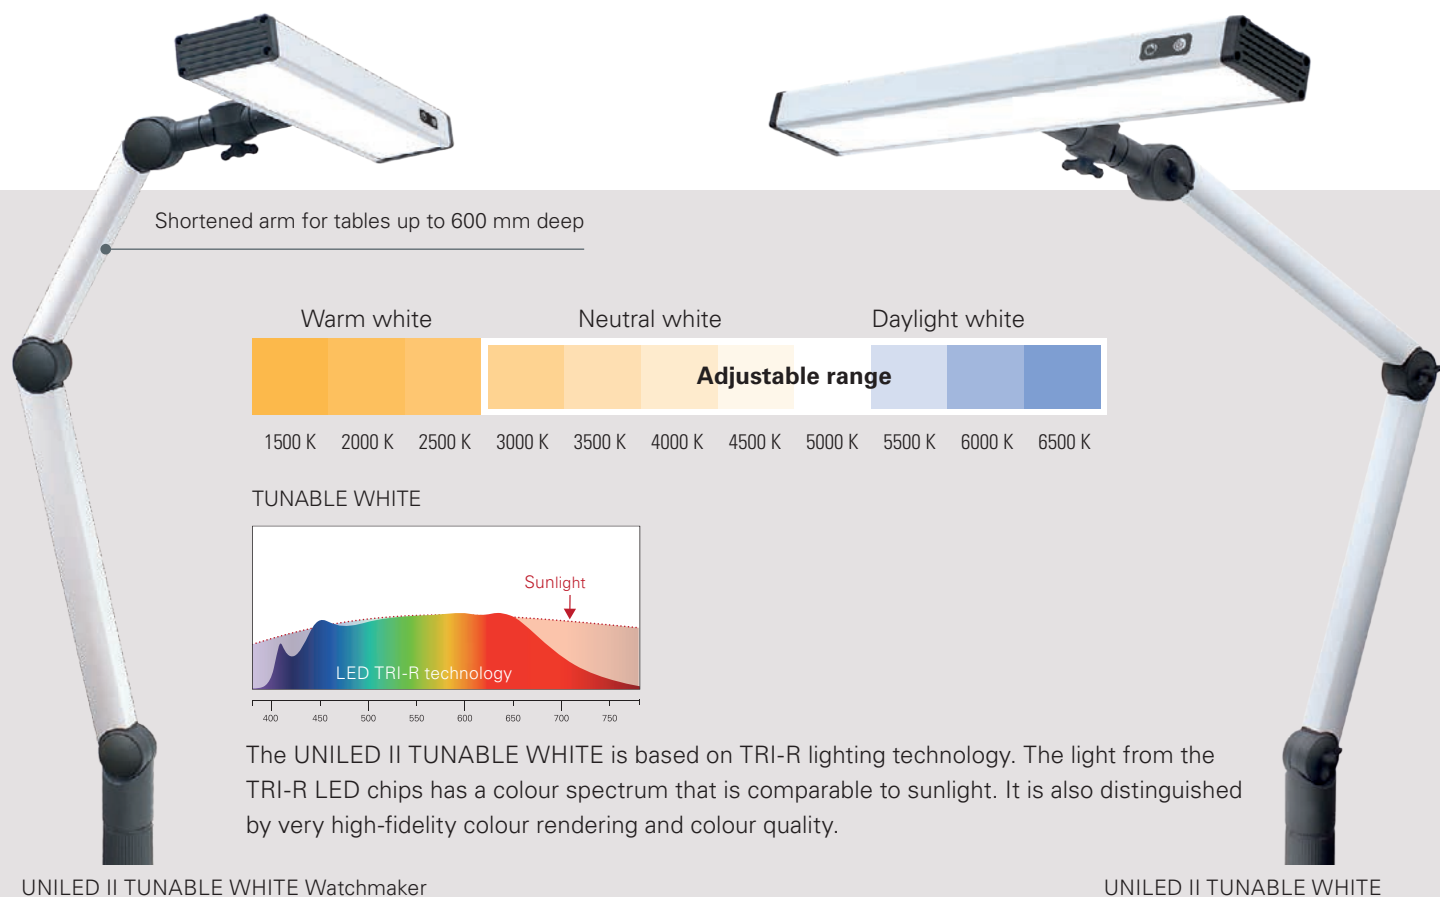 Shortened arm for tables up to 600 mm deep
Warm white Neutral white Daylight white
Adjustable range
1500 K 2000 K 2500 K 3000 K 3500 K 4000 K 4500 K 5000 K 5500 K 6000 K 6500 K
TUNABLE WHITE
Sunlight
LED TRI-R technology
400 450 500 550 600 650 700 750
The UNILED II TUNABLE WHITE is based on TRI-R lighting technology. The light from the
TRI-R LED chips has a colour spectrum that is comparable to sunlight. It is also distinguished
by very high-fidelity colour rendering and colour quality.
UNILED II TUNABLE WHITE Watchmaker
UNILED II TUNABLE WHITE